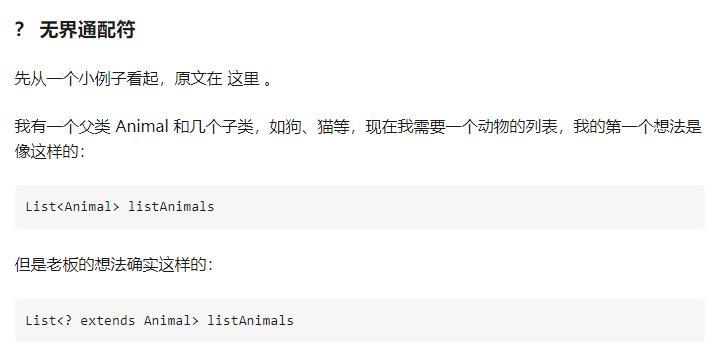 ？ 无界通配符
先从一个小例子看起，原文在 这里 。
我有一个父类 Animal 和几个子类，如狗、猫等，现在我需要一个动物的列表，我的第一个想法是
像这样的：
List<Animal> listAnimals
但是老板的想法确实这样的：
List<? extends Animal> listAnimals